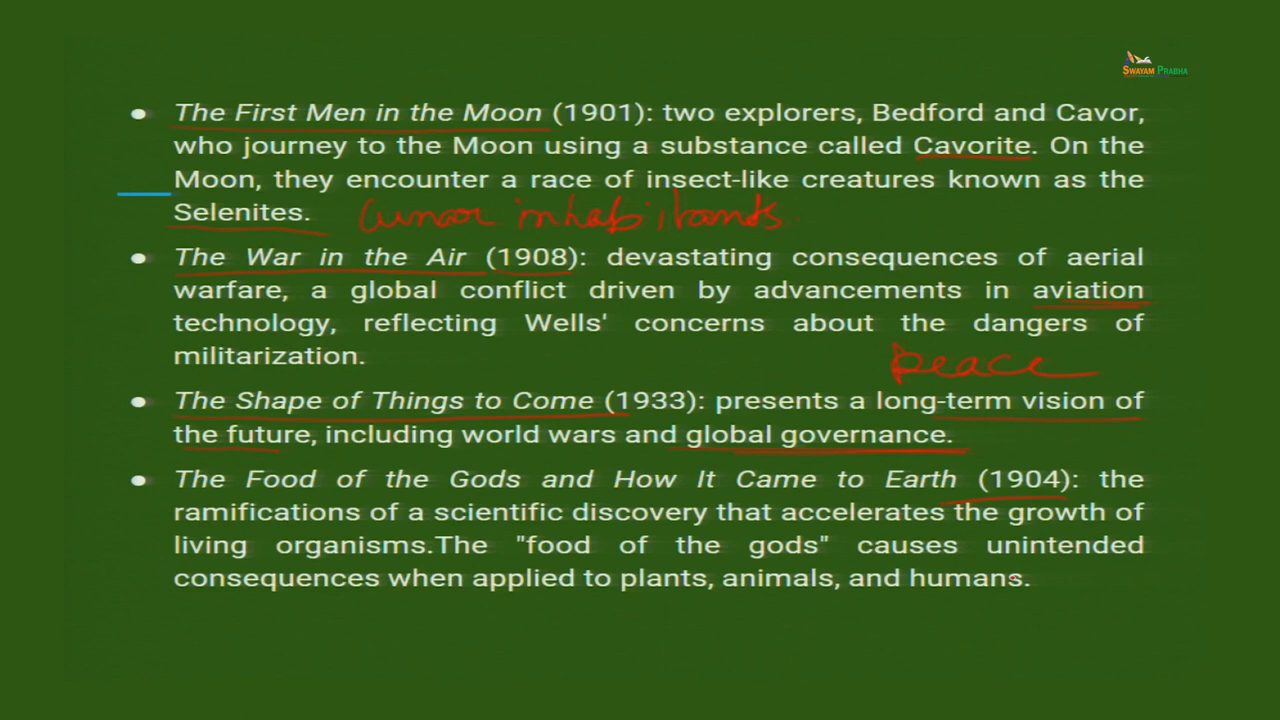 SWAYAM PRABHA
• The First Men in the Moon (1901): two explorers, Bedford and Cavor,
who journey to the Moon using a substance called Cavorite. On the
Moon, they encounter a race of insect-like creatures known as the
Selenites. Lunar inhabitants.
• The War in the Air (1908): devastating consequences of aerial
warfare, a global conflict driven by advancements in aviation
technology, reflecting Wells' concerns about the dangers of
militarization.
peace
• The Shape of Things to Come (1933): presents a long-term vision of
the future, including world wars and global governance.
• The Food of the Gods and How It Came to Earth (1904): the
ramifications of a scientific discovery that accelerates the growth of
living organisms.The "food of the gods" causes unintended
consequences when applied to plants, animals, and humans.